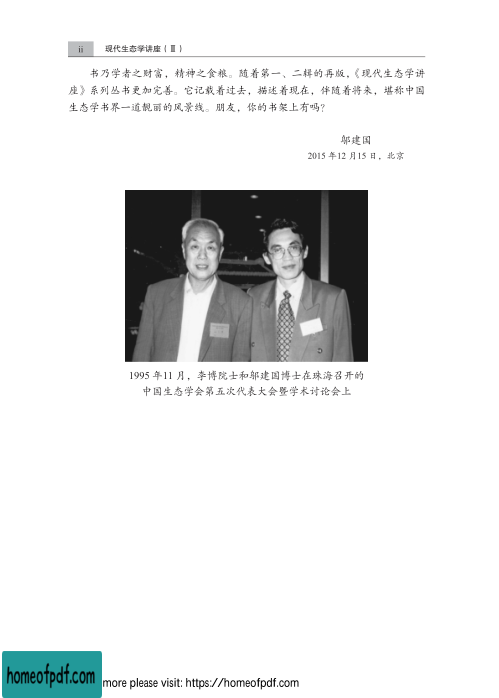 ii 现代生态学讲座(Ⅲ)
书乃学者之财富，精神之食粮。随着第一、二辑的再版，《现代生态学讲
座》系列丛书更加完善。它记载着过去，描述着现在，伴随着将来，堪称中国
生态学书界一道靓丽的风景线。朋友，你的书架上有吗?
邬建国
2015 年12 月15 日，北京
1995 年11 月，李博院士和邬建国博士在珠海召开的
中国生态学会第五次代表大会暨学术讨论会上
homeofpdf.com more please visit: https://homeofpdf.com